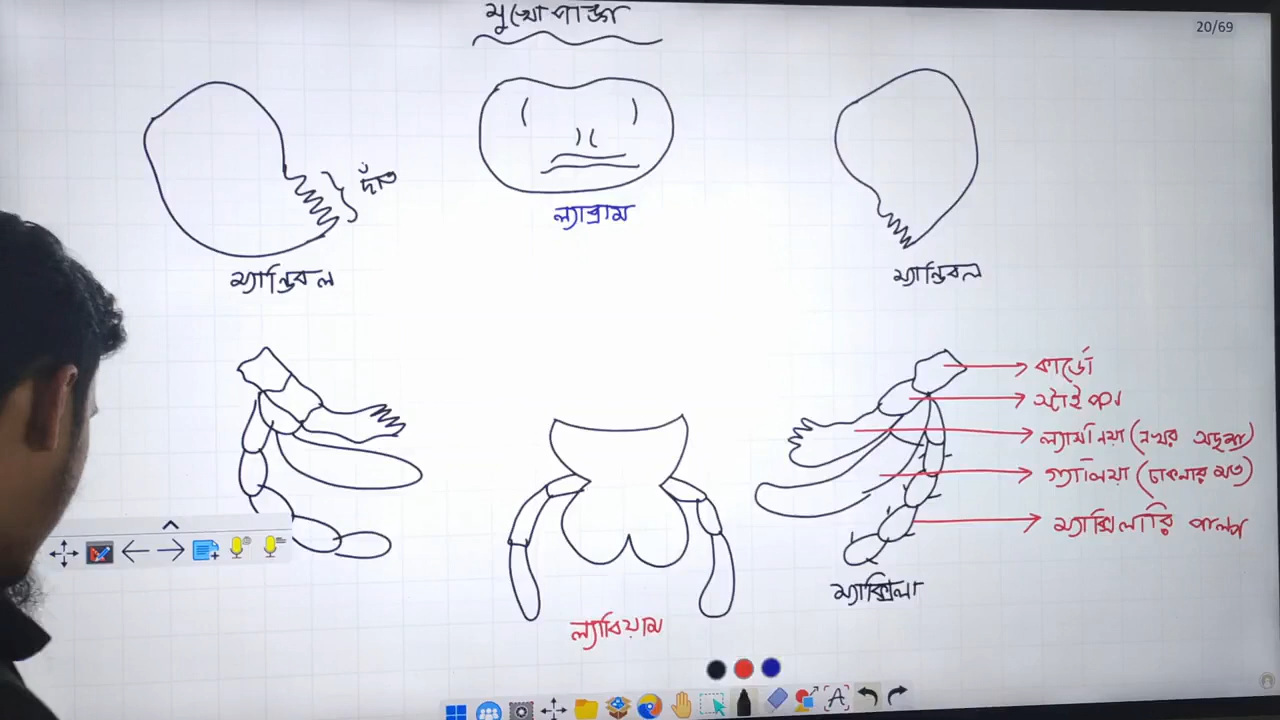 মুখোপাঙ্গ
20/69
দাঁত
ল্যাব্রাম
ম্যান্ডিবল
ম্যান্ডিবল
কার্ডো
স্টাইপস
ল্যাসিনিয়া (নখর সদৃশ)
গ্যালিয়া (ঢাকনার মত)
ম্যাক্সিলারি পাল্প
ম্যাক্সিলা
ল্যাবিয়াম